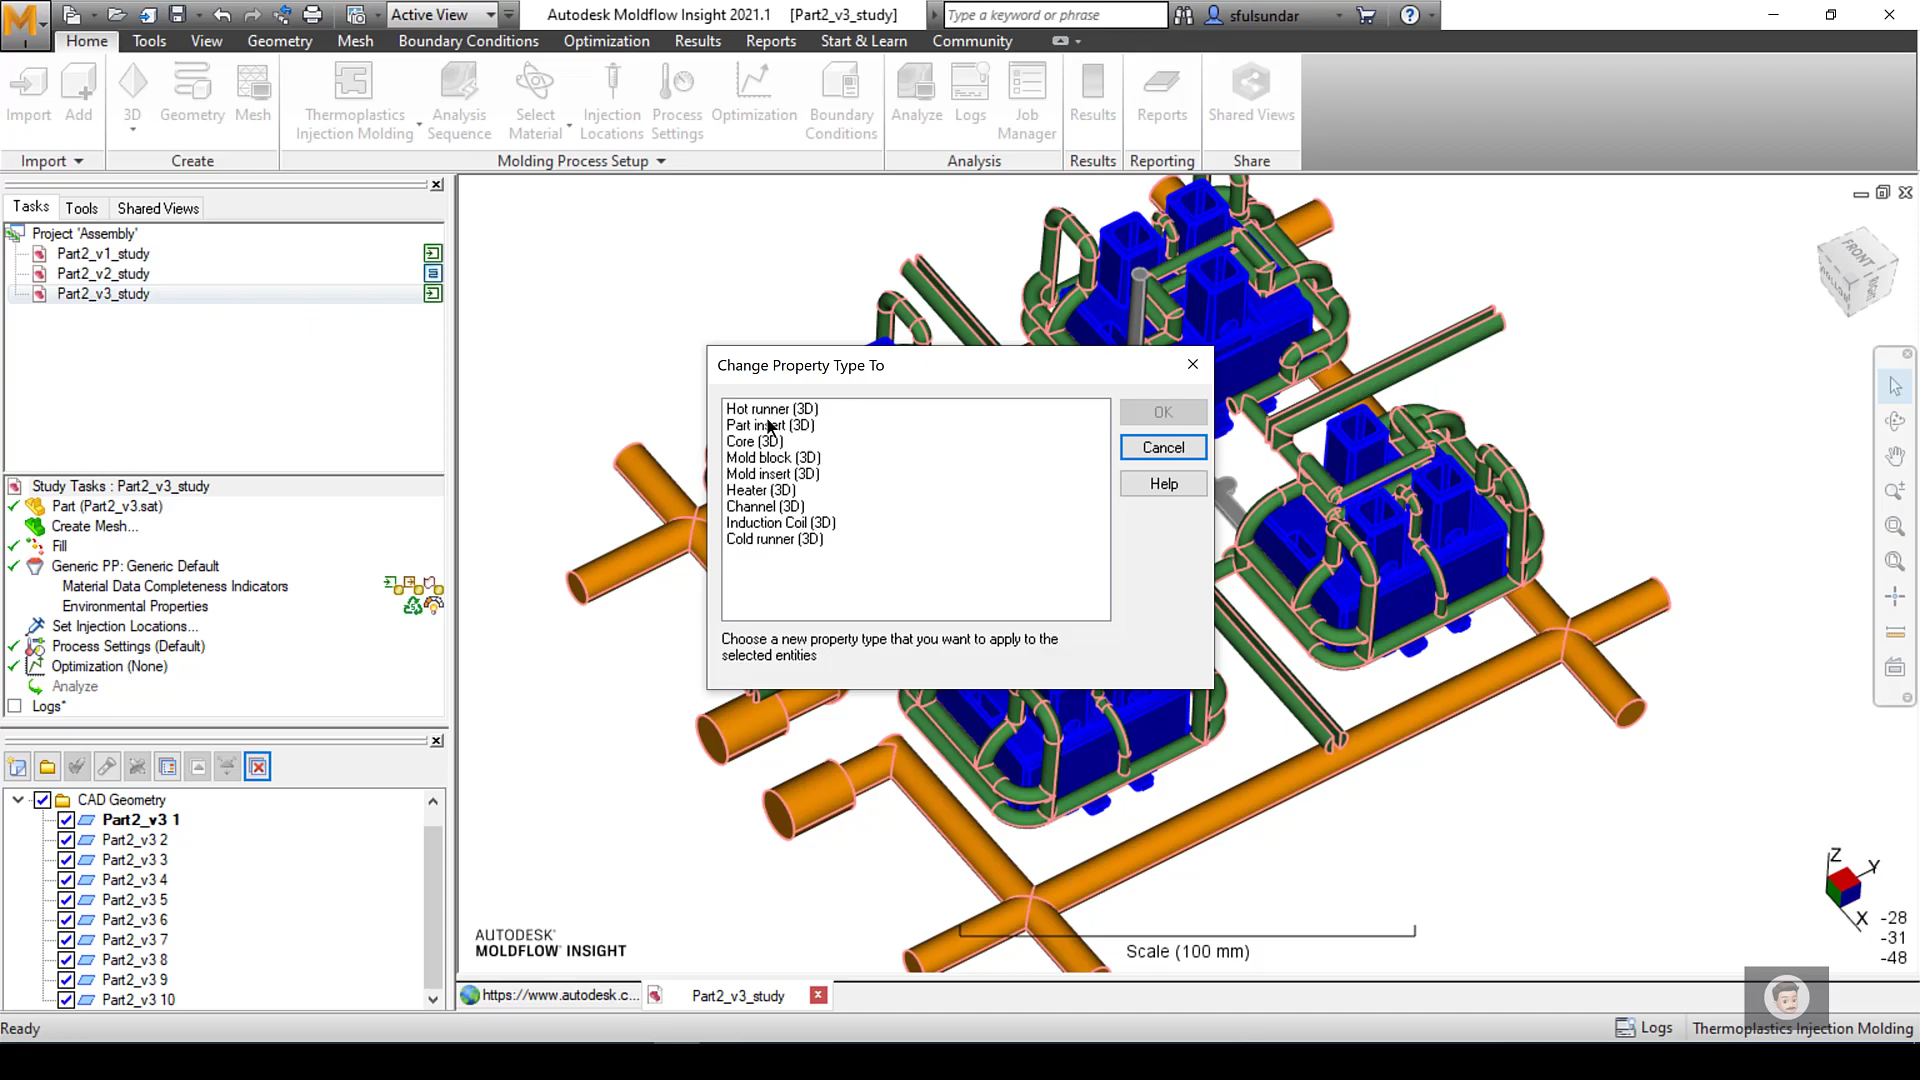 Active View
Autodesk Moldflow Insight 2021.1 [Part2_v3_study]
Type a keyword or phrase
sfulsundar
Home Tools View Geometry Mesh Boundary Conditions Optimization Results Reports Start & Learn Community
Import Add 3D Geometry Mesh
Thermoplastics Injection Molding
Analysis Sequence
Select Material
Injection Locations
Process Settings
Optimization
Boundary Conditions
Analyze Logs
Job Manager
Results Reports Shared Views
Import Create Molding Process Setup Analysis Results Reporting Share
Tasks Tools Shared Views
Project 'Assembly'
Part2_v1_study
Part2_v2_study
Part2_v3_study
Study Tasks : Part2_v3_study
Part (Part2_v3.sat)
Create Mesh...
Fill
Generic PP: Generic Default
Material Data Completeness Indicators
Environmental Properties
Set Injection Locations...
Process Settings (Default)
Optimization (None)
Analyze
Logs*
CAD Geometry
Part2_v3 1
Part2_v3 2
Part2_v3 3
Part2_v3 4
Part2_v3 5
Part2_v3 6
Part2_v3 7
Part2_v3 8
Part2_v3 9
Part2_v3 10
Change Property Type To
Hot runner (3D)
Part insert (3D)
Core (3D)
Mold block (3D)
Mold insert (3D)
Heater (3D)
Channel (3D)
Induction Coil (3D)
Cold runner (3D)
OK
Cancel
Help
Choose a new property type that you want to apply to the
selected entities
FRONT
RIGHT
Z
Y
X
-28
-31
-48
AUTODESK'
MOLDFLOW' INSIGHT
Scale (100 mm)
https://www.autodesk.c...
Part2_v3_study
Ready
Logs
Thermoplastics Injection Molding